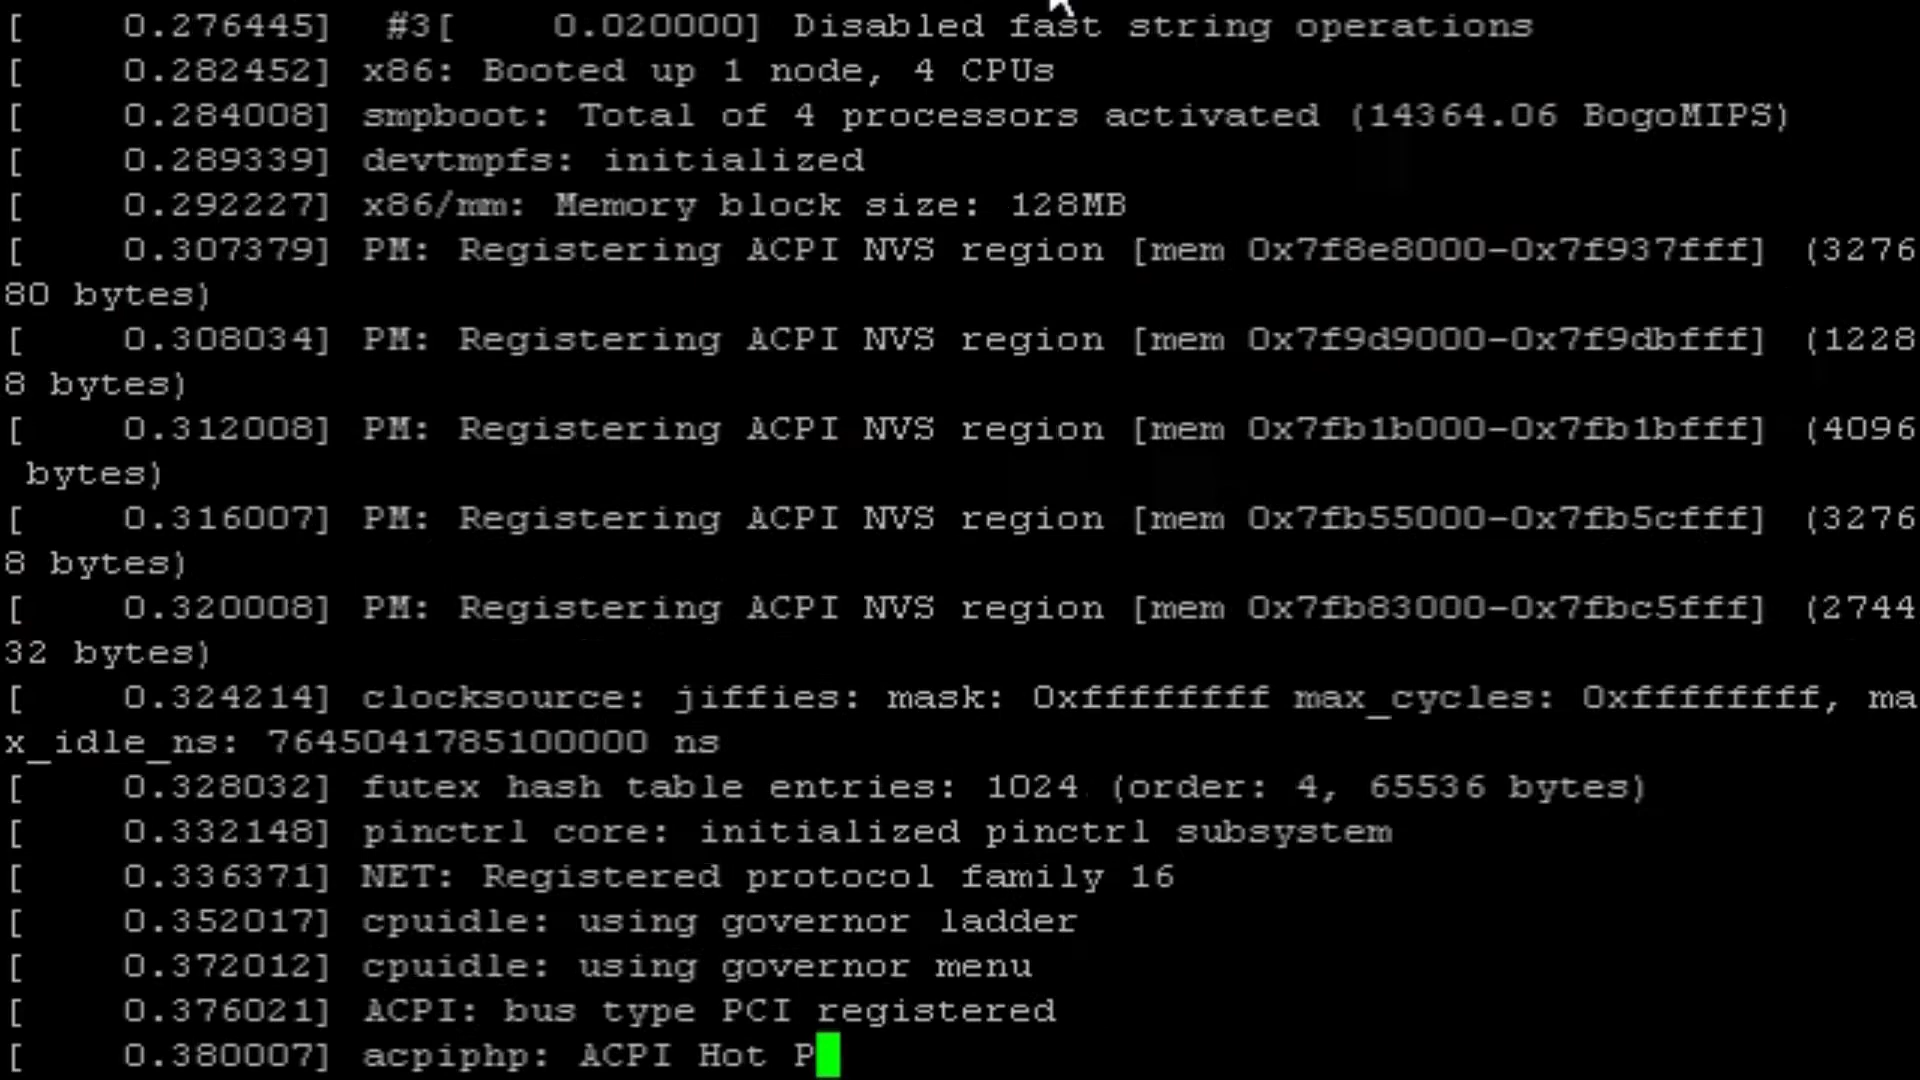 [    0.276445]  #3[    0.020000] Disabled fast string operations
[    0.282452] x86: Booted up 1 node, 4 CPUs
[    0.284008] smpboot: Total of 4 processors activated (14364.06 BogoMIPS)
[    0.289339] devtmpfs: initialized
[    0.292227] x86/mm: Memory block size: 128MB
[    0.307379] PM: Registering ACPI NVS region [mem 0x7f8e8000-0x7f937fff] (3276
80 bytes)
[    0.308034] PM: Registering ACPI NVS region [mem 0x7f9d9000-0x7f9dbfff] (1228
8 bytes)
[    0.312008] PM: Registering ACPI NVS region [mem 0x7fb1b000-0x7fb1bfff] (4096
 bytes)
[    0.316007] PM: Registering ACPI NVS region [mem 0x7fb55000-0x7fb5cfff] (3276
8 bytes)
[    0.320008] PM: Registering ACPI NVS region [mem 0x7fb83000-0x7fbc5fff] (2744
32 bytes)
[    0.324214] clocksource: jiffies: mask: 0xffffffff max_cycles: 0xffffffff, ma
x_idle_ns: 7645041785100000 ns
[    0.328032] futex hash table entries: 1024 (order: 4, 65536 bytes)
[    0.332148] pinctrl core: initialized pinctrl subsystem
[    0.336371] NET: Registered protocol family 16
[    0.352017] cpuidle: using governor ladder
[    0.372012] cpuidle: using governor menu
[    0.376021] ACPI: bus type PCI registered
[    0.380007] acpiphp: ACPI Hot P